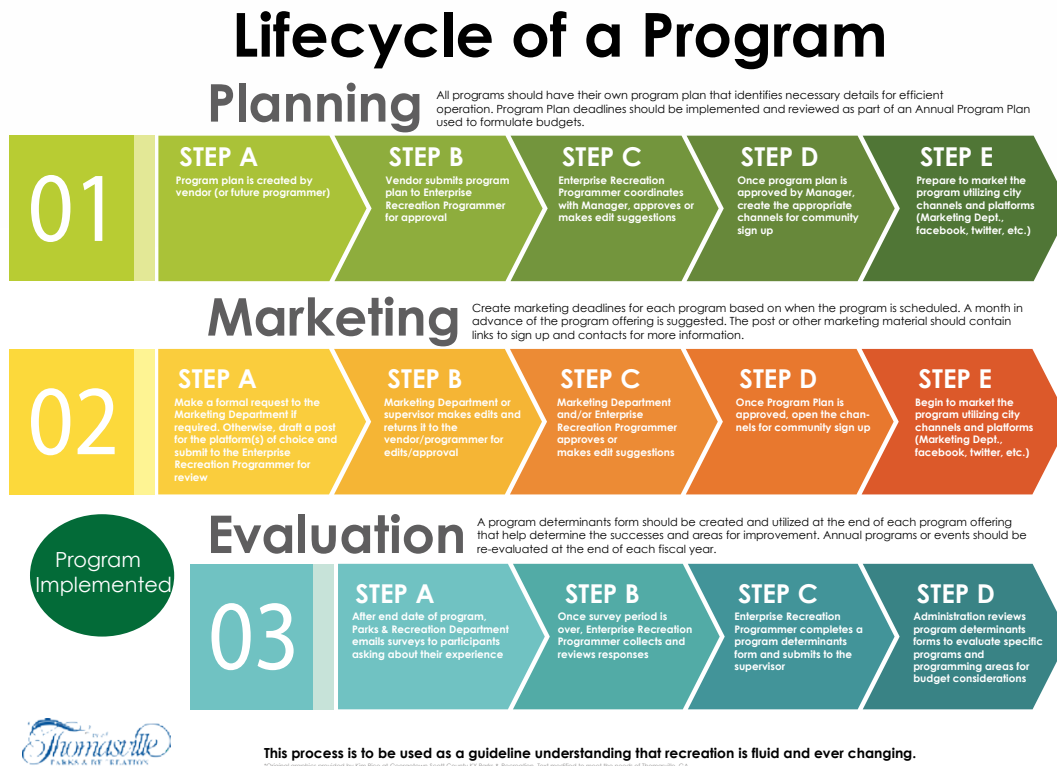 Lifecycle of a Program
Planning
All programs should have their own program plan that identifies necessary details for efficient
operation. Program Plan deadlines should be implemented and reviewed as part of an Annual Program Plan
used to formulate budgets.
01
STEP A
Program plan is created by
vendor (or future programmer)
STEP B
Vendor submits program
plan to Enterprise
Recreation Programmer
for approval
STEP C
Enterprise Recreation
Programmer coordinates
with Manager, approves or
makes edit suggestions
STEP D
Once program plan is
approved by Manager,
create the appropriate
channels for community
sign up
STEP E
Prepare to market the
program utilizing city
channels and platforms
(Marketing Dept.,
facebook, twitter, etc.)
Marketing
Create marketing deadlines for each program based on when the program is scheduled. A month in
advance of the program offering is suggested. The post or other marketing material should contain
links to sign up and contacts for more information.
02
STEP A
Make a formal request to the
Marketing Department if
required. Otherwise, draft a post
for the platform(s) of choice and
submit to the Enterprise
Recreation Programmer for
review
STEP B
Marketing Department or
supervisor makes edits and
returns it to the
vendor/programmer for
edits/approval
STEP C
Marketing Department
and/or Enterprise
Recreation Programmer
approves or
makes edit suggestions
STEP D
Once Program Plan is
approved, open the chan-
nels for community sign up
STEP E
Begin to market the
program utilizing city
channels and platforms
(Marketing Dept.,
facebook, twitter, etc.)
Program
Implemented
Evaluation
A program determinants form should be created and utilized at the end of each program offering
that help determine the successes and areas for improvement. Annual programs or events should be
re-evaluated at the end of each fiscal year.
03
STEP A
After end date of program,
Parks & Recreation Department
emails surveys to participants
asking about their experience
STEP B
Once survey period is
over, Enterprise Recreation
Programmer collects and
reviews responses
STEP C
Enterprise Recreation
Programmer completes a
program determinants
form and submits to the
supervisor
STEP D
Administration reviews
program determinants
forms to evaluate specific
programs and
programming areas for
budget considerations
Thomasville
PARKS & RECREATION
This process is to be used as a guideline understanding that recreation is fluid and ever changing.